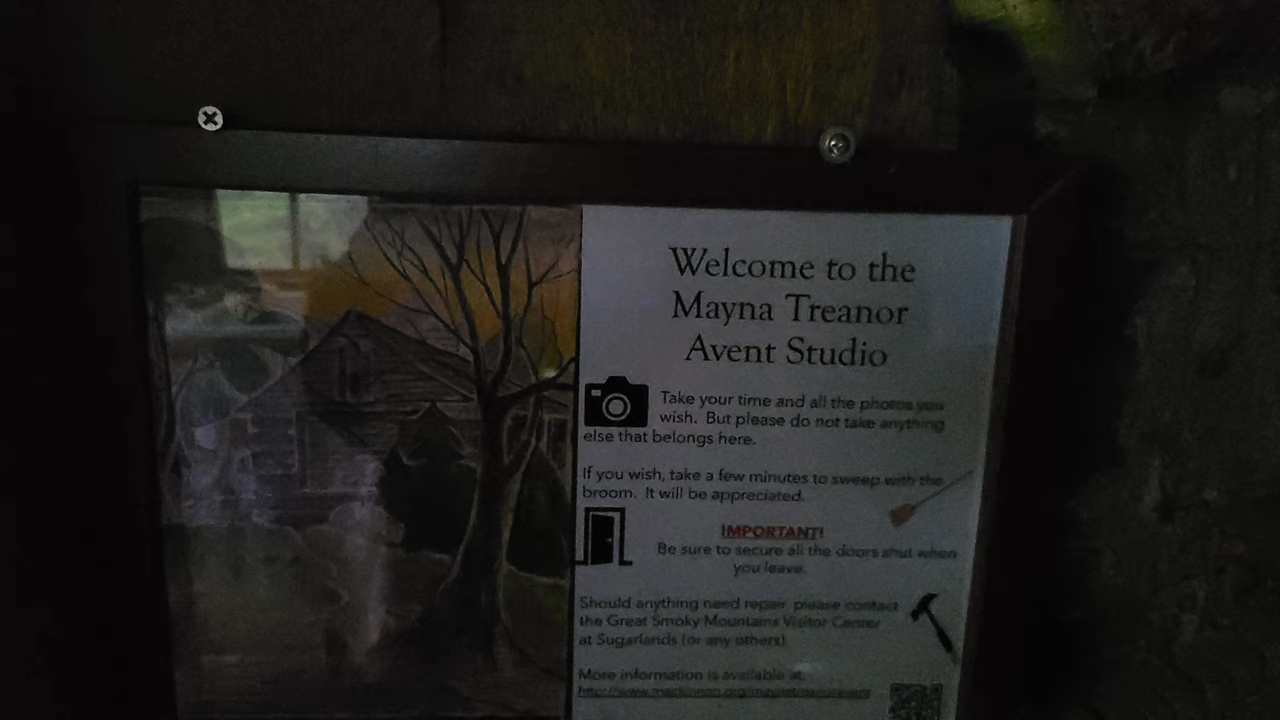 Welcome to the
Mayna Treanor
Avent Studio
Take your time and all the photos you
wish. But please do not take anything
else that belongs here.
If you wish, take a few minutes to sweep with the
broom. It will be appreciated.
IMPORTANT!
Be sure to secure all the doors shut when
you leave.
Should anything need repair, please contact
the Great Smoky Mountains Visitor Center
at Sugarlands (or any others)
More information is available at: